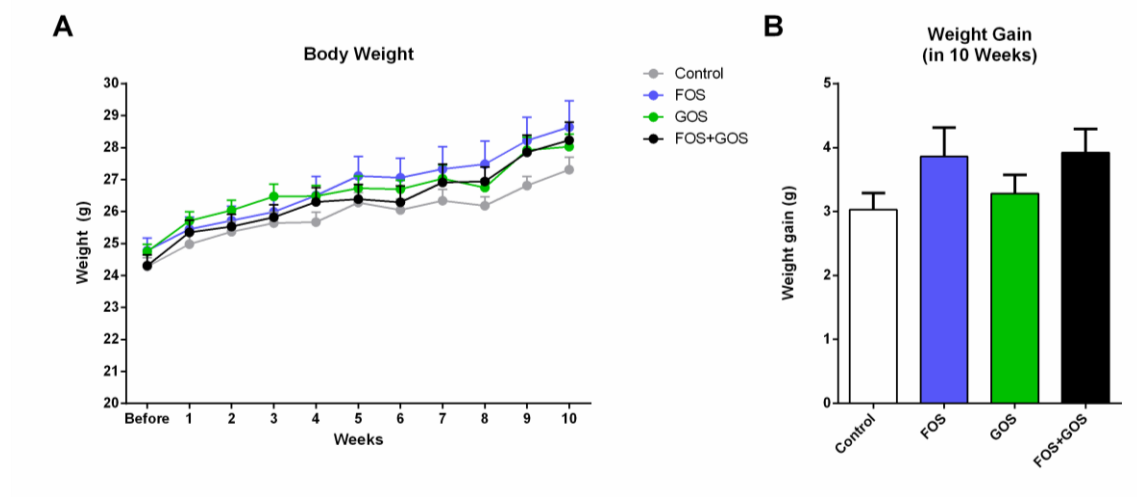 A
Body Weight
Weight (g)
30
29
28
27
26
25
24
23
22
21
20
Before 1 2 3 4 5 6 7 8 9 10
Weeks
Control
FOS
GOS
FOS+GOS
B
Weight Gain
(in 10 Weeks)
Weight gain (g)
5
4
3
2
1
0
Control
FOS
GOS
FOS+GOS